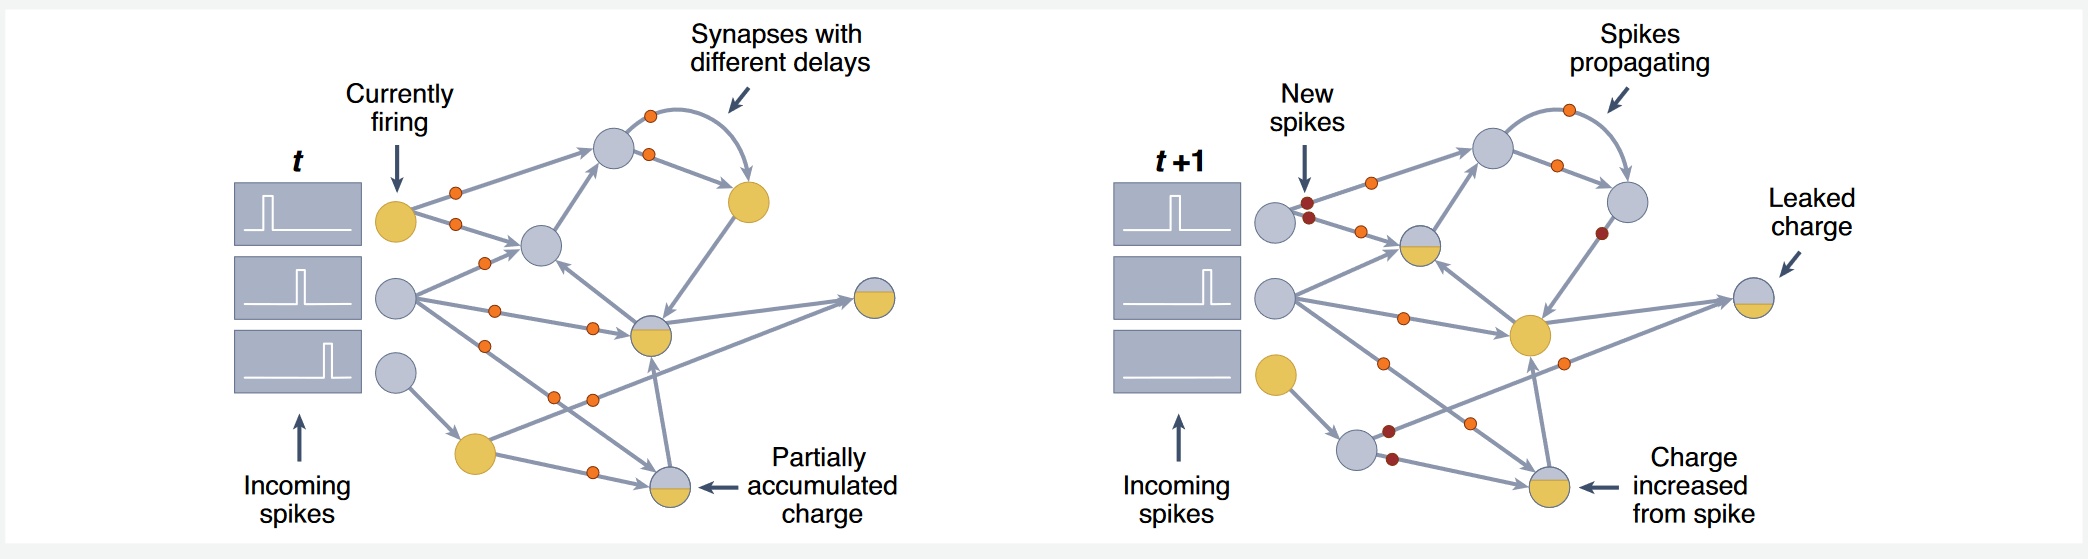 Synapses with
different delays
Currently
firing
t
Incoming
spikes
Partially
accumulated
charge
Spikes
propagating
New
spikes
t +1
Leaked
charge
Incoming
spikes
Charge
increased
from spike